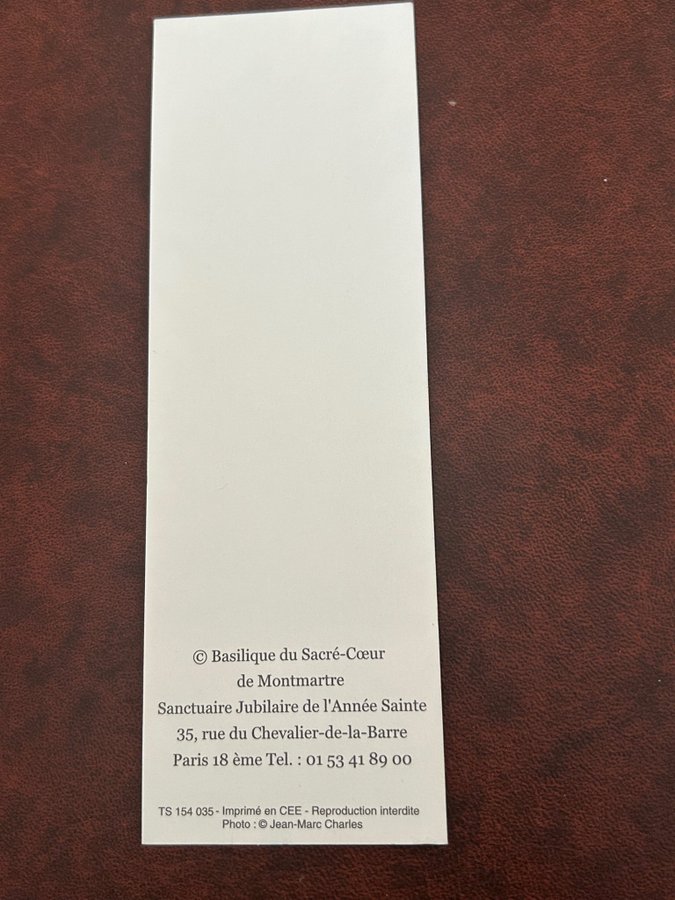 © Basilique du Sacré-Cœur
de Montmartre
Sanctuaire Jubilaire de l'Année Sainte
35, rue du Chevalier-de-la-Barre
Paris 18 ème Tel. : 01 53 41 89 00
TS 154 035 - Imprimé en CEE - Reproduction interdite
Photo : © Jean-Marc Charles